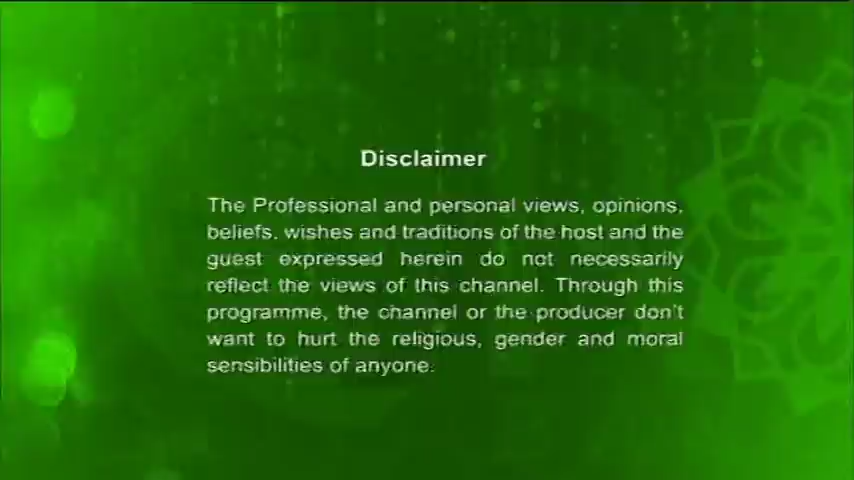 Disclaimer
The Professional and personal views, opinions,
beliefs, wishes and traditions of the host and the
guest expressed herein do not necessarily
reflect the views of this channel. Through this
programme, the channel or the producer don't
want to hurt the religious, gender and moral
sensibilities of anyone.